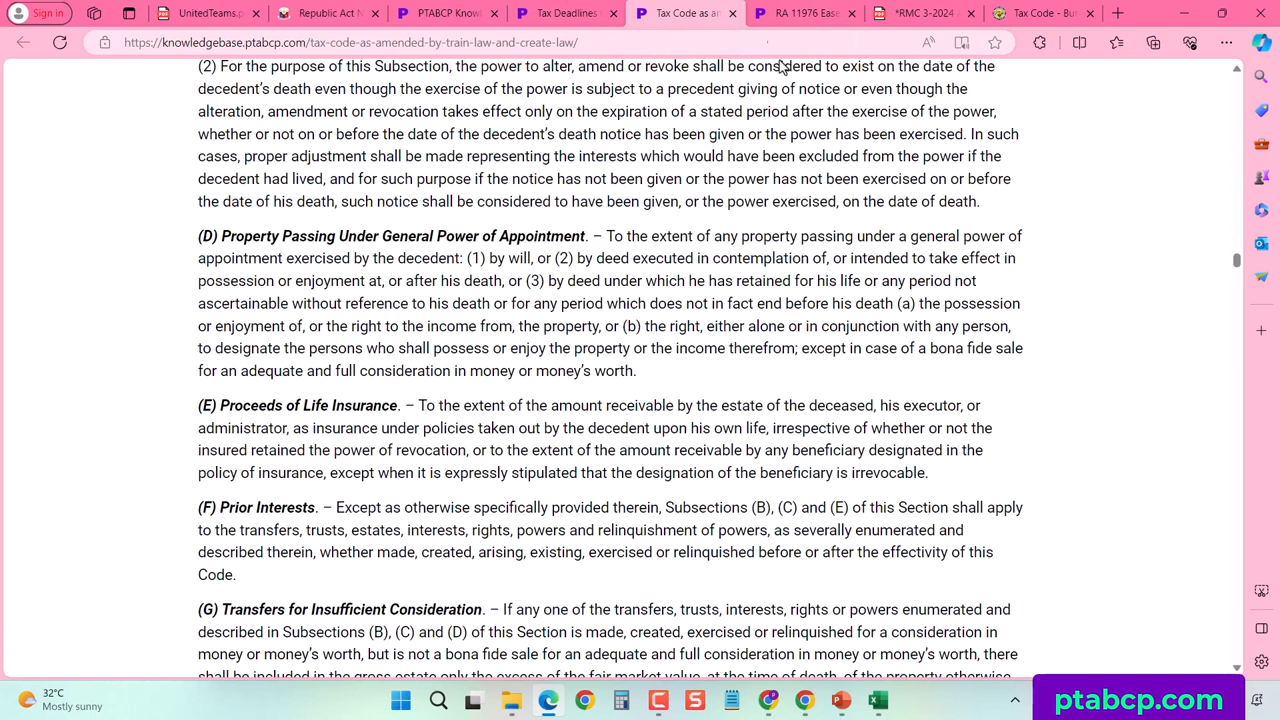 Sign in
UnitedTeams.p
Republic Act N
PTABCP Knowl
Tax Deadlines
Tax Code as an
RA 11976 Ease
*RMC 3-2024
Tax Code - Bu
https://knowledgebase.ptabcp.com/tax-code-as-amended-by-train-law-and-create-law/
(2) For the purpose of this Subsection, the power to alter, amend or revoke shall be considered to exist on the date of the
decedent's death even though the exercise of the power is subject to a precedent giving of notice or even though the
alteration, amendment or revocation takes effect only on the expiration of a stated period after the exercise of the power,
whether or not on or before the date of the decedent's death notice has been given or the power has been exercised. In such
cases, proper adjustment shall be made representing the interests which would have been excluded from the power if the
decedent had lived, and for such purpose if the notice has not been given or the power has not been exercised on or before
the date of his death, such notice shall be considered to have been given, or the power exercised, on the date of death.
(D) Property Passing Under General Power of Appointment. – To the extent of any property passing under a general power of
appointment exercised by the decedent: (1) by will, or (2) by deed executed in contemplation of, or intended to take effect in
possession or enjoyment at, or after his death, or (3) by deed under which he has retained for his life or any period not
ascertainable without reference to his death or for any period which does not in fact end before his death (a) the possession
or enjoyment of, or the right to the income from, the property, or (b) the right, either alone or in conjunction with any person,
to designate the persons who shall possess or enjoy the property or the income therefrom; except in case of a bona fide sale
for an adequate and full consideration in money or money's worth.
(E) Proceeds of Life Insurance. – To the extent of the amount receivable by the estate of the deceased, his executor, or
administrator, as insurance under policies taken out by the decedent upon his own life, irrespective of whether or not the
insured retained the power of revocation, or to the extent of the amount receivable by any beneficiary designated in the
policy of insurance, except when it is expressly stipulated that the designation of the beneficiary is irrevocable.
(F) Prior Interests. – Except as otherwise specifically provided therein, Subsections (B), (C) and (E) of this Section shall apply
to the transfers, trusts, estates, interests, rights, powers and relinquishment of powers, as severally enumerated and
described therein, whether made, created, arising, existing, exercised or relinquished before or after the effectivity of this
Code.
(G) Transfers for Insufficient Consideration. – If any one of the transfers, trusts, interests, rights or powers enumerated and
described in Subsections (B), (C) and (D) of this Section is made, created, exercised or relinquished for a consideration in
money or money's worth, but is not a bona fide sale for an adequate and full consideration in money or money's worth, there
shall be included in the gross estate only the excess of the fair market value, at the time of death, of the property otherwise
32°C
Mostly sunny
ptabcp.com